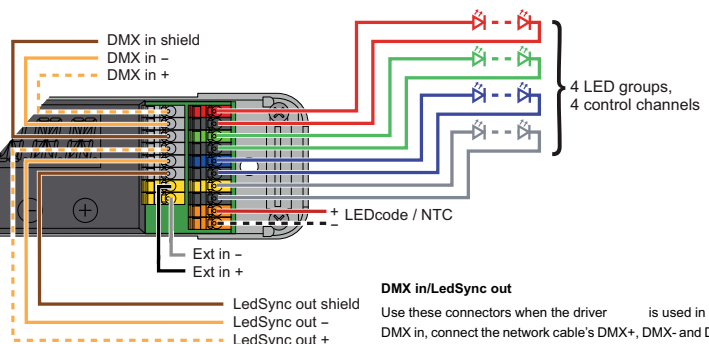 DMX in shield
DMX in –
DMX in +
4 LED groups,
4 control channels
+ LEDcode / NTC
–
Ext in –
Ext in +
LedSync out shield
LedSync out –
LedSync out +
DMX in/LedSync out
Use these connectors when the driver is used in
DMX in, connect the network cable's DMX+, DMX- and D